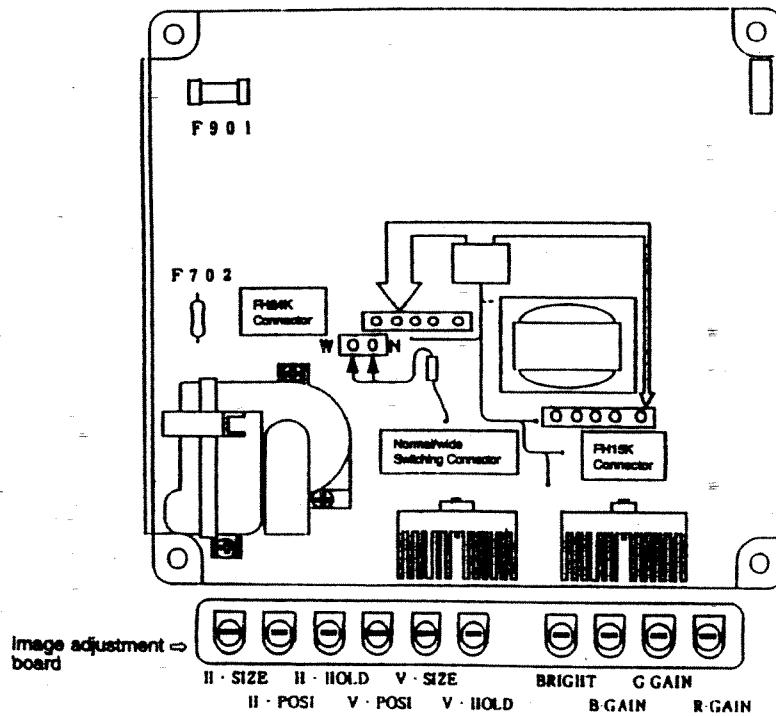 F901
F702
FH24K
Connector
W N
Normal/wide
Switching Connector
FH15K
Connector
Image adjustment
board
H · SIZE H · HOLD V · SIZE BRIGHT G·GAIN
H · POSI V · POSI V · HOLD B·GAIN R·GAIN